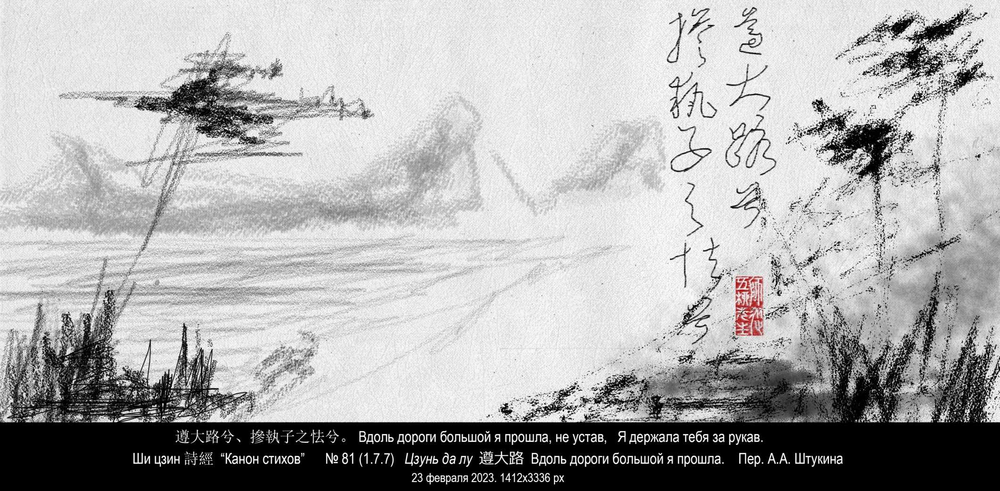 遵大路兮
摻執子之怯兮
遵大路兮、摻執子之怯兮。 Вдоль дороги большой я прошла, не устав, Я держала тебя за рукав.
Ши цзин 詩經 “Канон стихов” № 81 (1.7.7) Цзунь да лу 遵大路 Вдоль дороги большой я прошла. Пер. А.А. Штукина
23 февраля 2023. 1412x3336 px